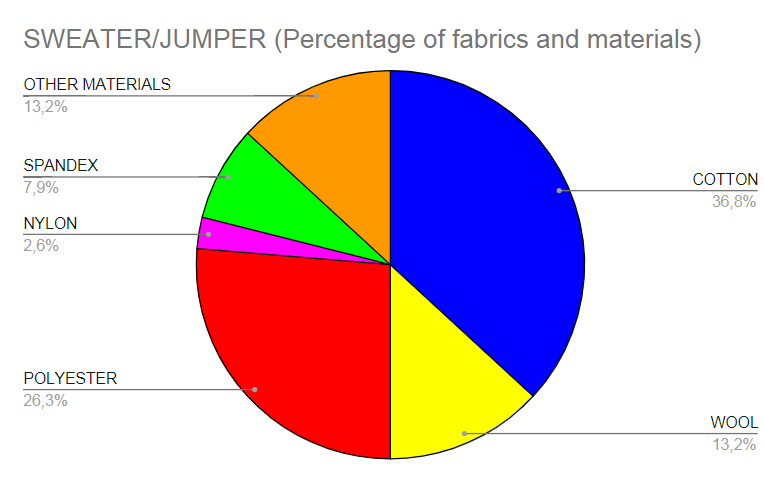 SWEATER/JUMPER (Percentage of fabrics and materials)
OTHER MATERIALS
13,2%
SPANDEX
7,9%
NYLON
2,6%
POLYESTER
26,3%
COTTON
36,8%
WOOL
13,2%